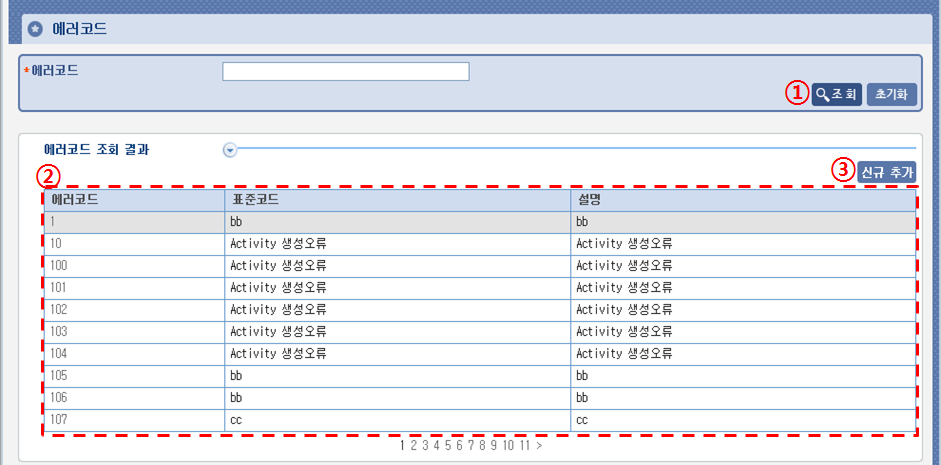 에러코드
*에러코드
① 조 회 초기화
에러코드 조회 결과
② ③ 신규 추가
에러코드 표준코드 설명
1 bb bb
10 Activity 생성오류 Activity 생성오류
100 Activity 생성오류 Activity 생성오류
101 Activity 생성오류 Activity 생성오류
102 Activity 생성오류 Activity 생성오류
103 Activity 생성오류 Activity 생성오류
104 Activity 생성오류 Activity 생성오류
105 bb bb
106 bb bb
107 cc cc
1 2 3 4 5 6 7 8 9 10 11 >